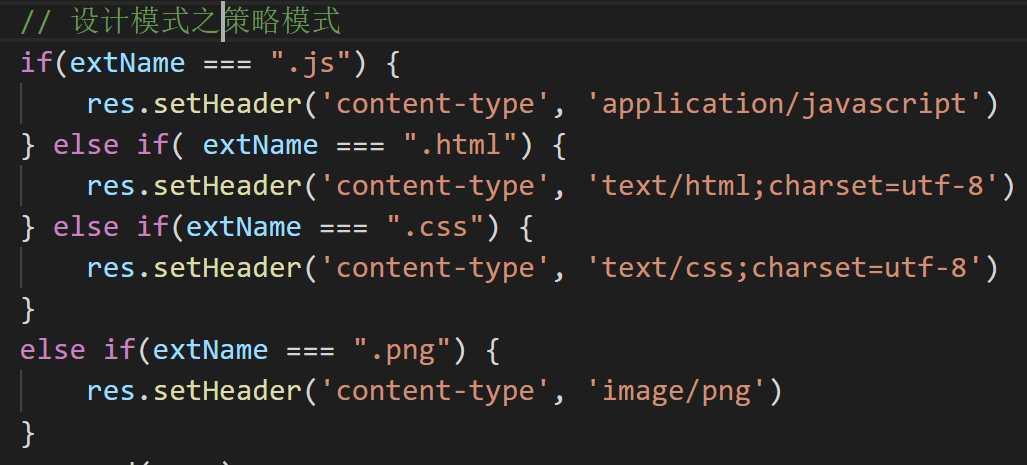 // 设计模式之策略模式
if(extName === ".js") {
res.setHeader('content-type', 'application/javascript')
} else if( extName === ".html") {
res.setHeader('content-type', 'text/html;charset=utf-8')
} else if(extName === ".css") {
res.setHeader('content-type', 'text/css;charset=utf-8')
}
else if(extName === ".png") {
res.setHeader('content-type', 'image/png')
}